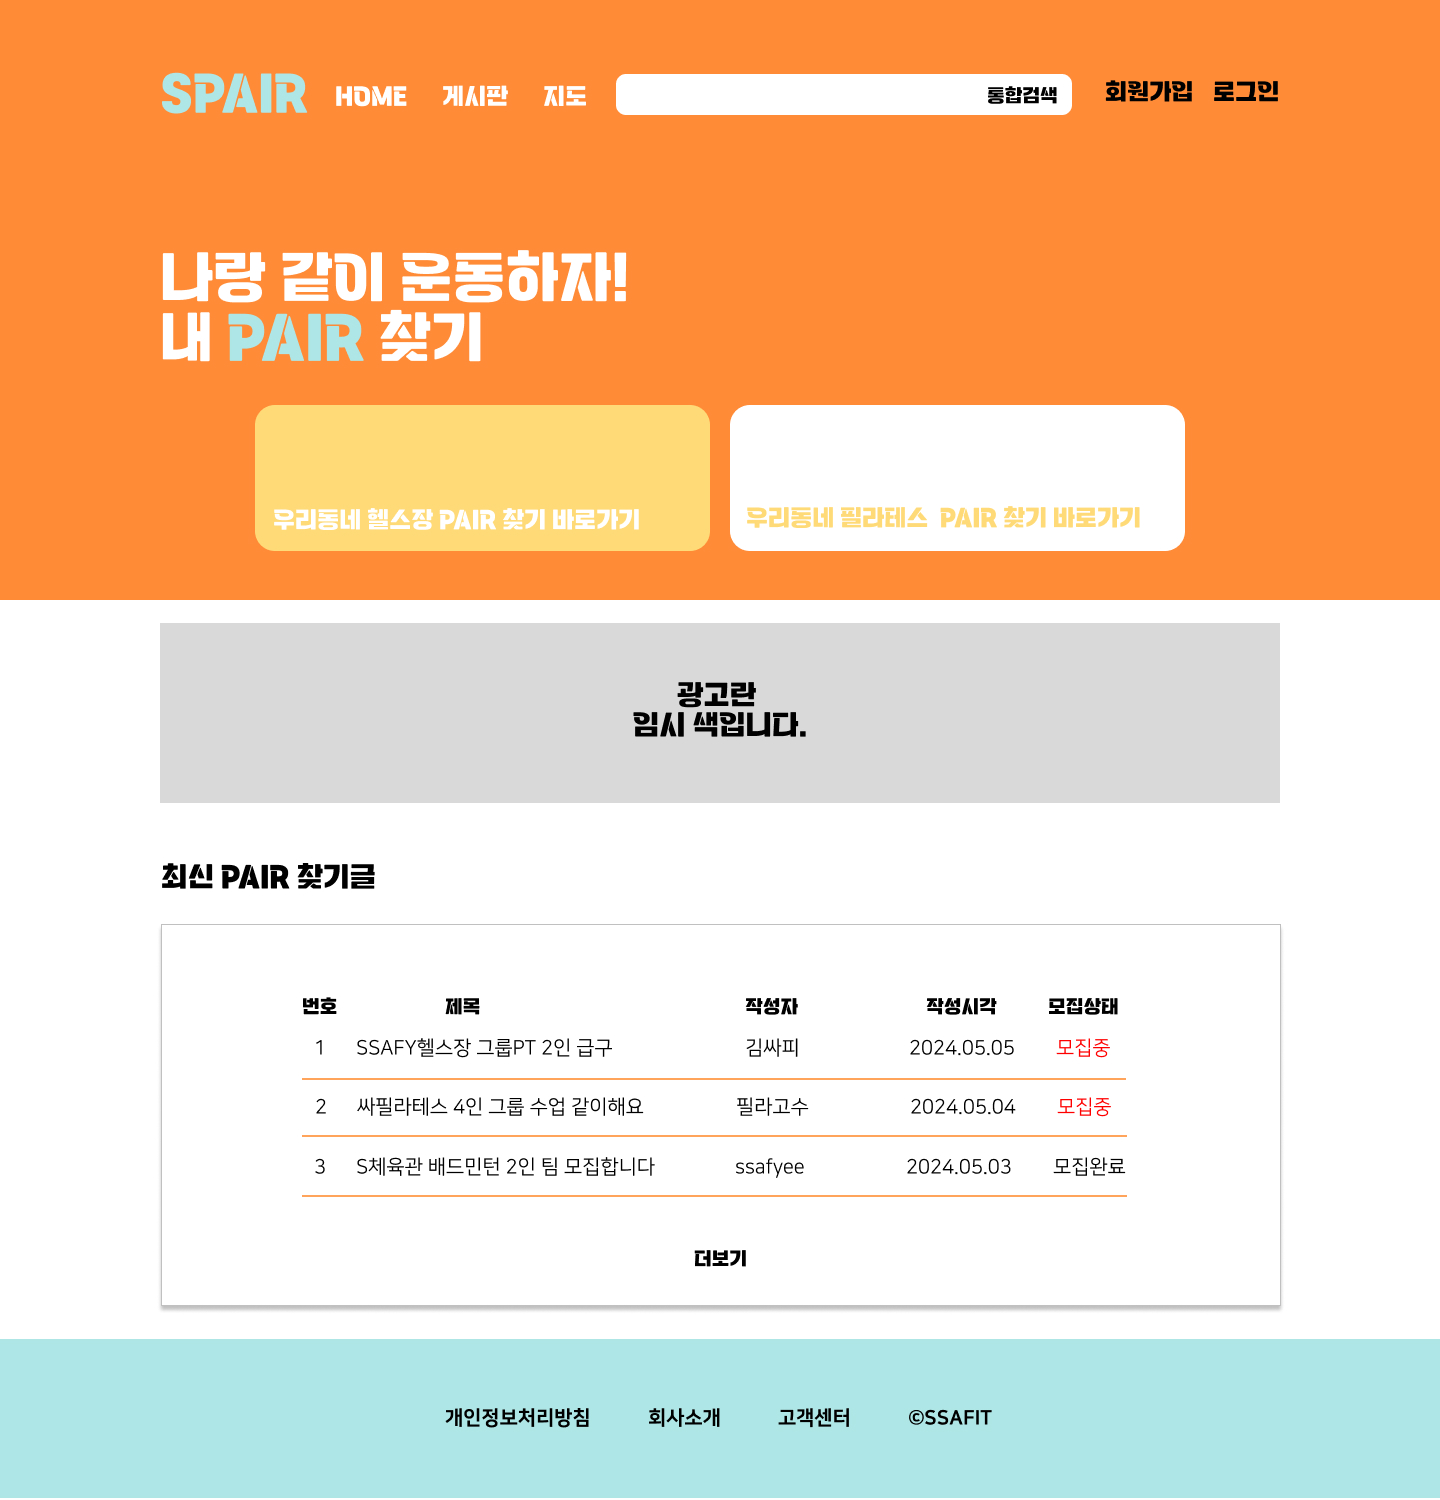 SPAIR HOME 게시판 지도 통합검색 회원가입 로그인
나랑 같이 운동하자!
내 PAIR 찾기
우리동네 헬스장 PAIR 찾기 바로가기
우리동네 필라테스 PAIR 찾기 바로가기
광고란
임시 색입니다.
최신 PAIR 찾기글
번호 제목 작성자 작성시각 모집상태
1 SSAFY헬스장 그룹PT 2인 급구 김싸피 2024.05.05 모집중
2 싸필라테스 4인 그룹 수업 같이해요 필라고수 2024.05.04 모집중
3 S체육관 배드민턴 2인 팀 모집합니다 ssafyee 2024.05.03 모집완료
더보기
개인정보처리방침 회사소개 고객센터 ©SSAFIT